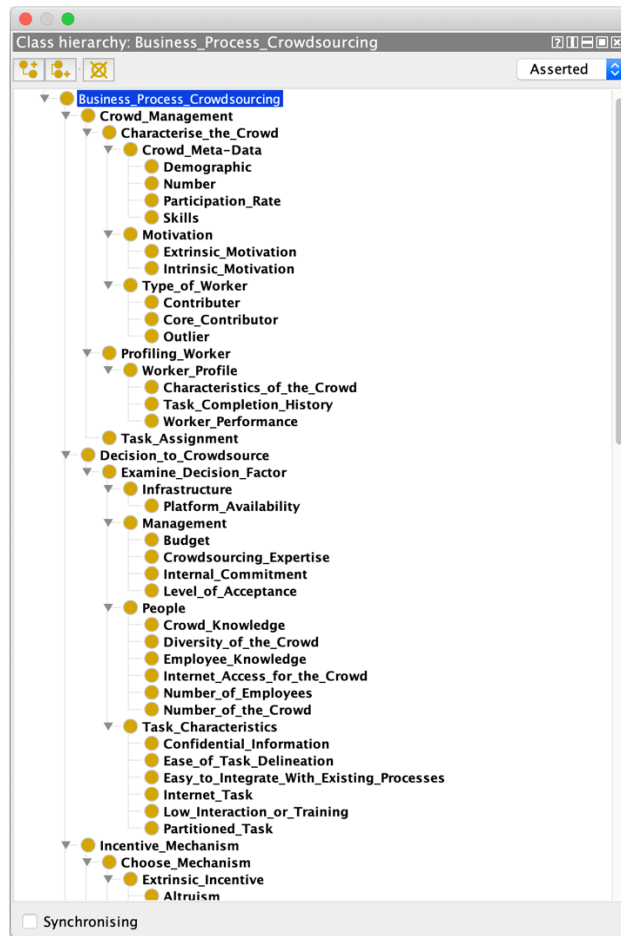 Class hierarchy: Business_Process_Crowdsourcing
Asserted
Business_Process_Crowdsourcing
Crowd_Management
Characterise_the_Crowd
Crowd_Meta-Data
Demographic
Number
Participation_Rate
Skills
Motivation
Extrinsic_Motivation
Intrinsic_Motivation
Type_of_Worker
Contributer
Core_Contributor
Outlier
Profiling_Worker
Worker_Profile
Characteristics_of_the_Crowd
Task_Completion_History
Worker_Performance
Task_Assignment
Decision_to_Crowdsource
Examine_Decision_Factor
Infrastructure
Platform_Availability
Management
Budget
Crowdsourcing_Expertise
Internal_Commitment
Level_of_Acceptance
People
Crowd_Knowledge
Diversity_of_the_Crowd
Employee_Knowledge
Internet_Access_for_the_Crowd
Number_of_Employees
Number_of_the_Crowd
Task_Characteristics
Confidential_Information
Ease_of_Task_Delineation
Easy_to_Integrate_With_Existing_Processes
Internet_Task
Low_Interaction_or_Training
Partitioned_Task
Incentive_Mechanism
Choose_Mechanism
Extrinsic_Incentive
Altruism
Synchronising